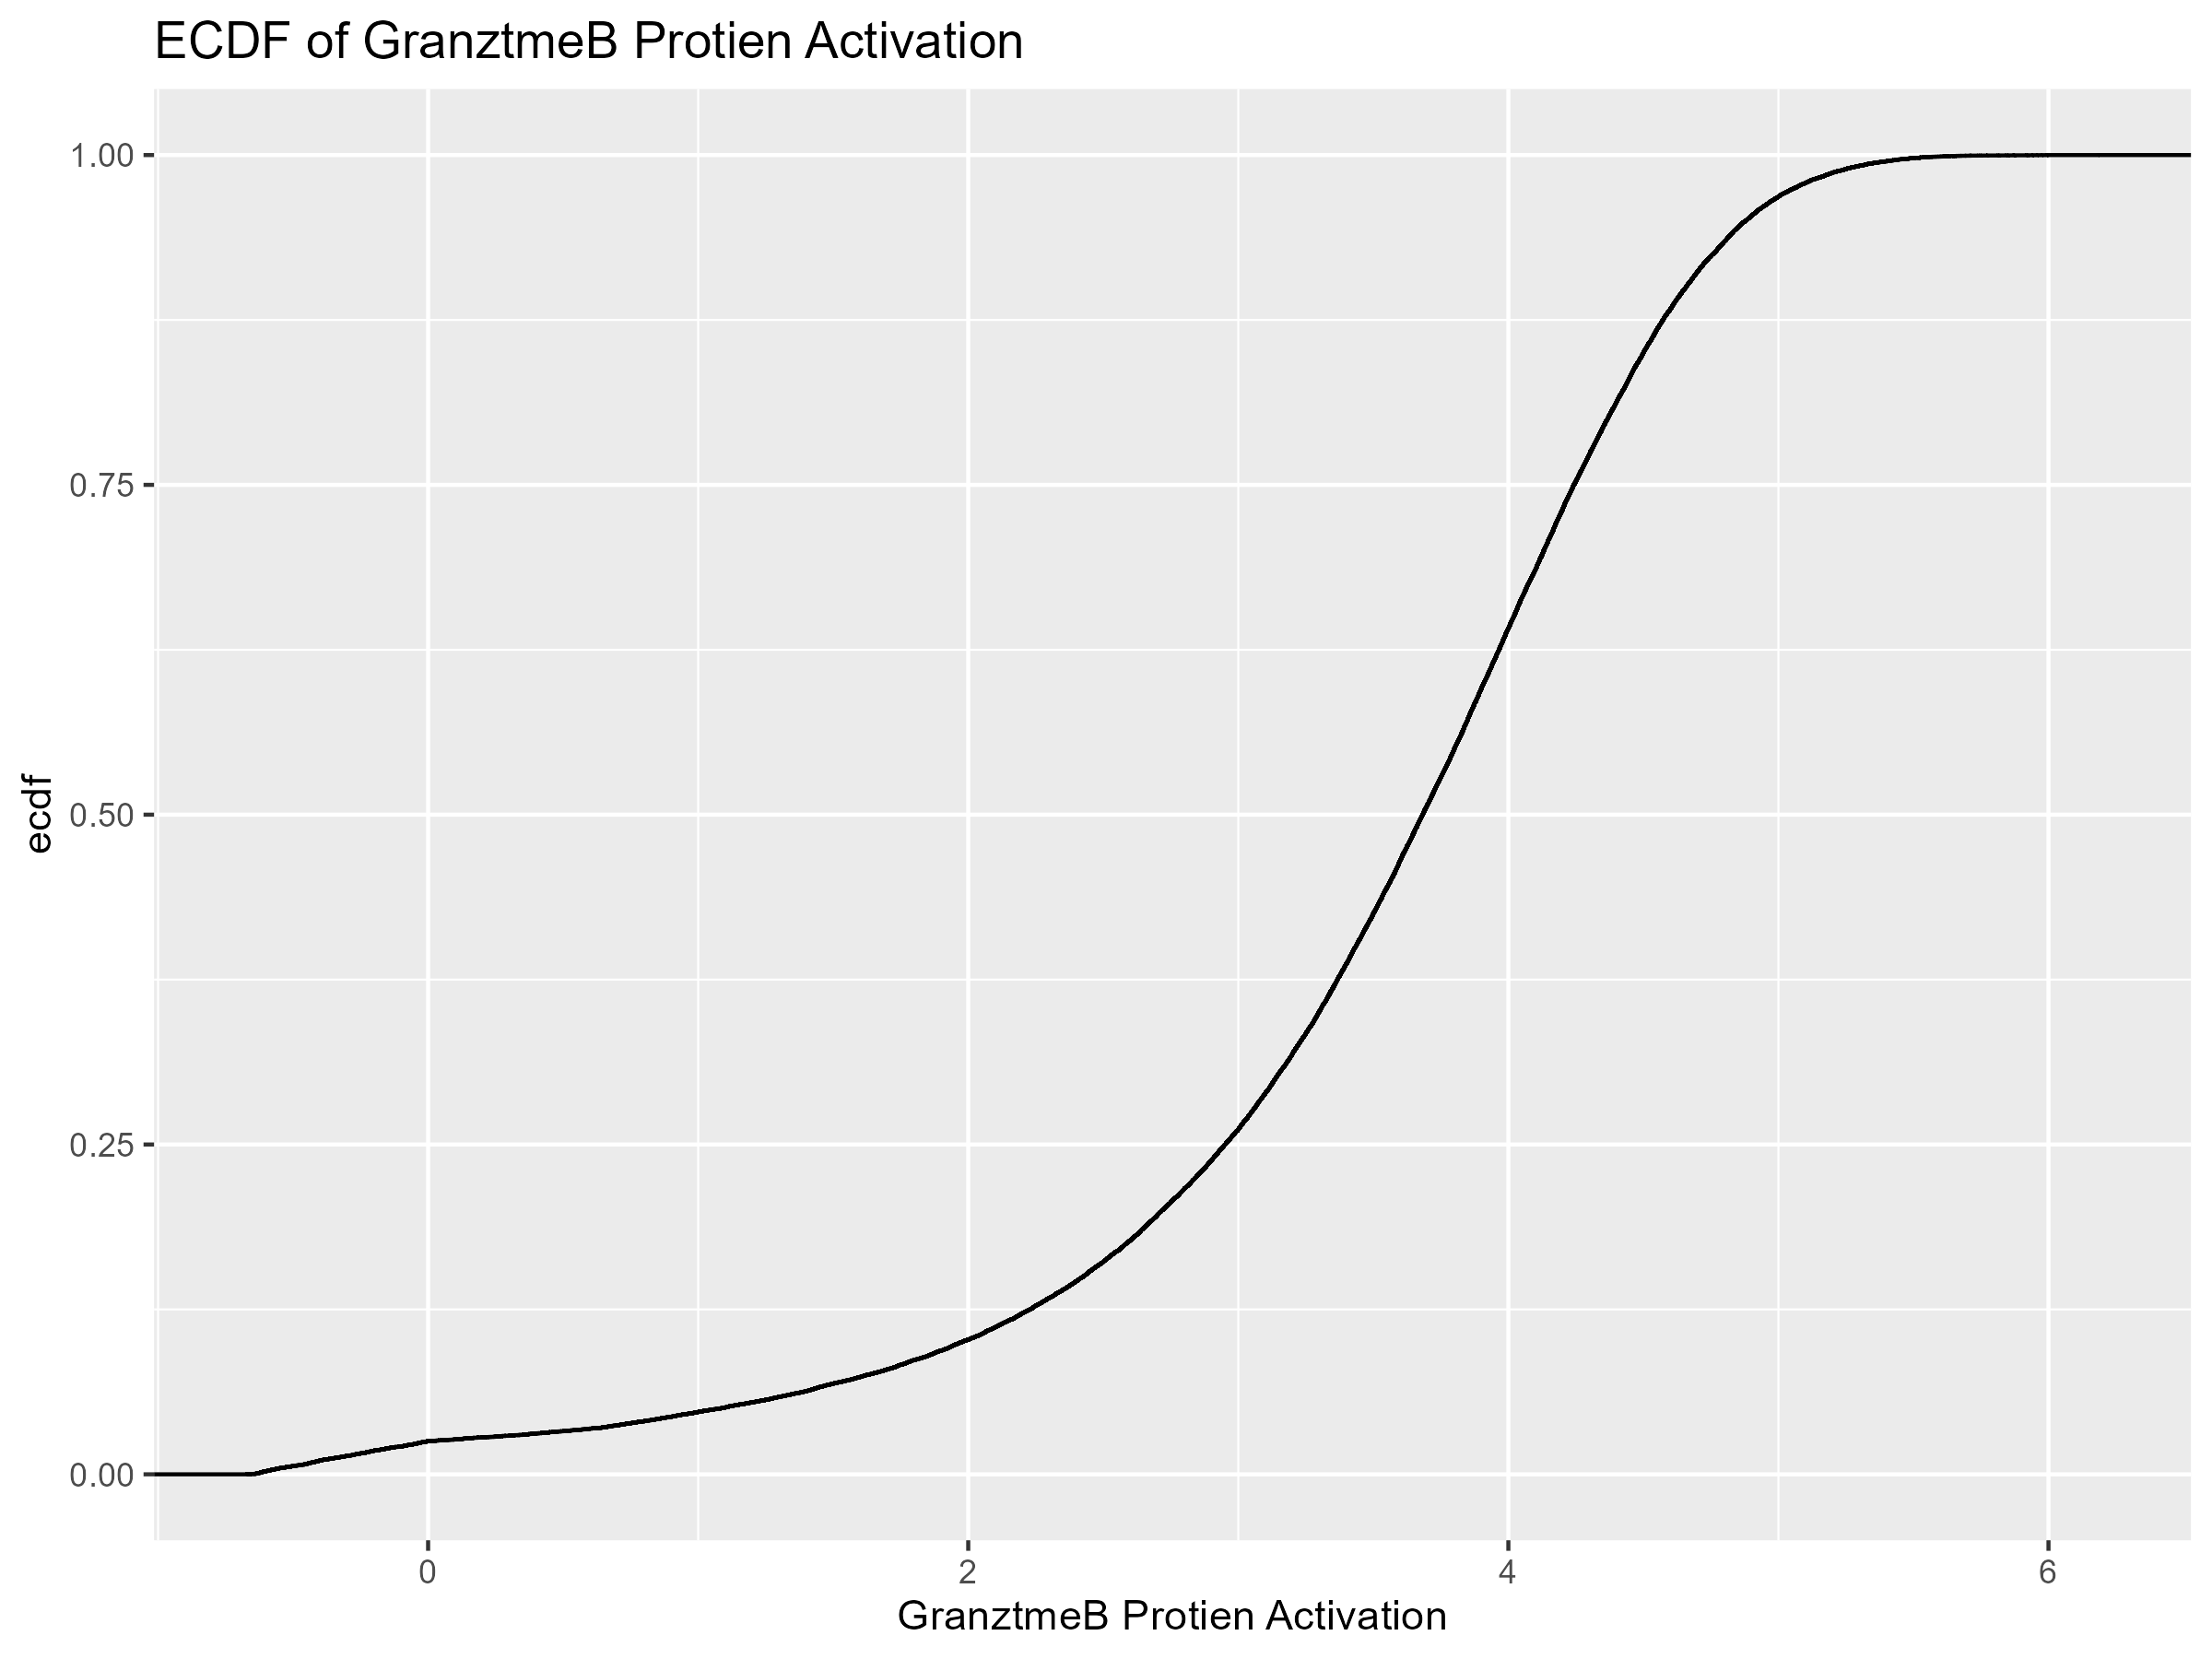 ECDF of GranztmeB Protien Activation
1.00
0.75
0.50
0.25
0.00
ecdf
0 2 4 6
GranztmeB Protien Activation